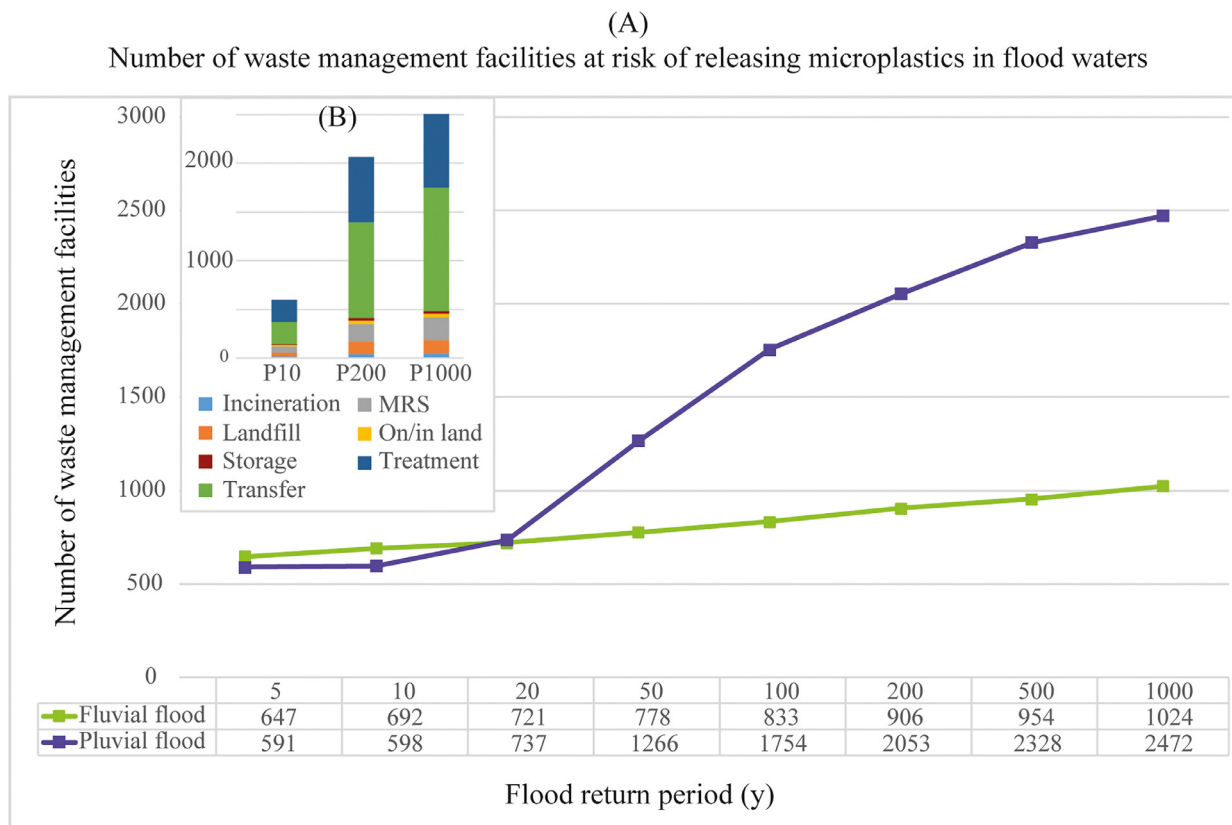 (A)
Number of waste management facilities at risk of releasing microplastics in flood waters
Number of waste management facilities
3000
2500
2000
1500
1000
500
0
(B)
2000
1000
0
P10 P200 P1000
Incineration MRS
Landfill On/in land
Storage Treatment
Transfer
5 10 20 50 100 200 500 1000
Fluvial flood 647 692 721 778 833 906 954 1024
Pluvial flood 591 598 737 1266 1754 2053 2328 2472
Flood return period (y)